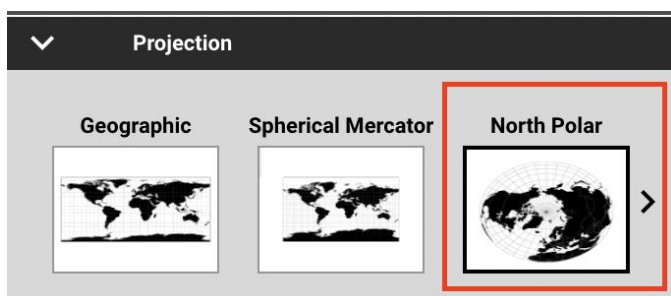 Projection
Geographic
Spherical Mercator
North Polar